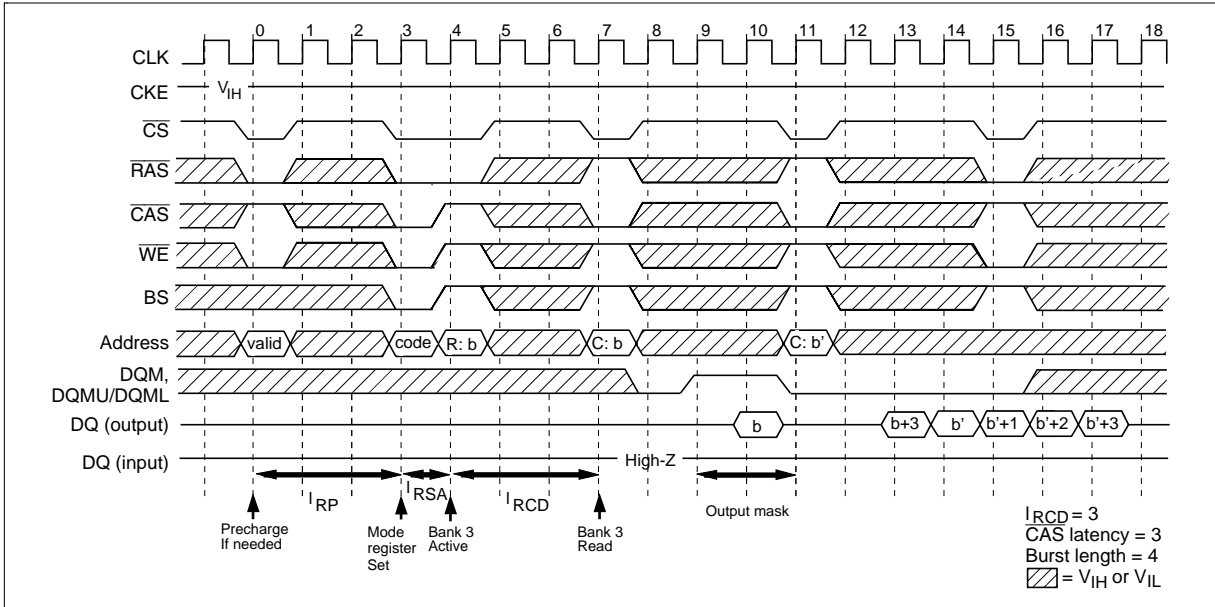 0 1 2 3 4 5 6 7 8 9 10 11 12 13 14 15 16 17 18
CLK
CKE VIH
CS
RAS
CAS
WE
BS
Address valid code R: b C: b C: b'
DQM,
DQMU/DQML
DQ (output) b b+3 b' b'+1 b'+2 b'+3
DQ (input) High-Z
lRP lRSA lRCD Output mask
Precharge
If needed
Mode
register
Set
Bank 3
Active
Bank 3
Read
lRCD = 3
CAS latency = 3
Burst length = 4
= VIH or VIL